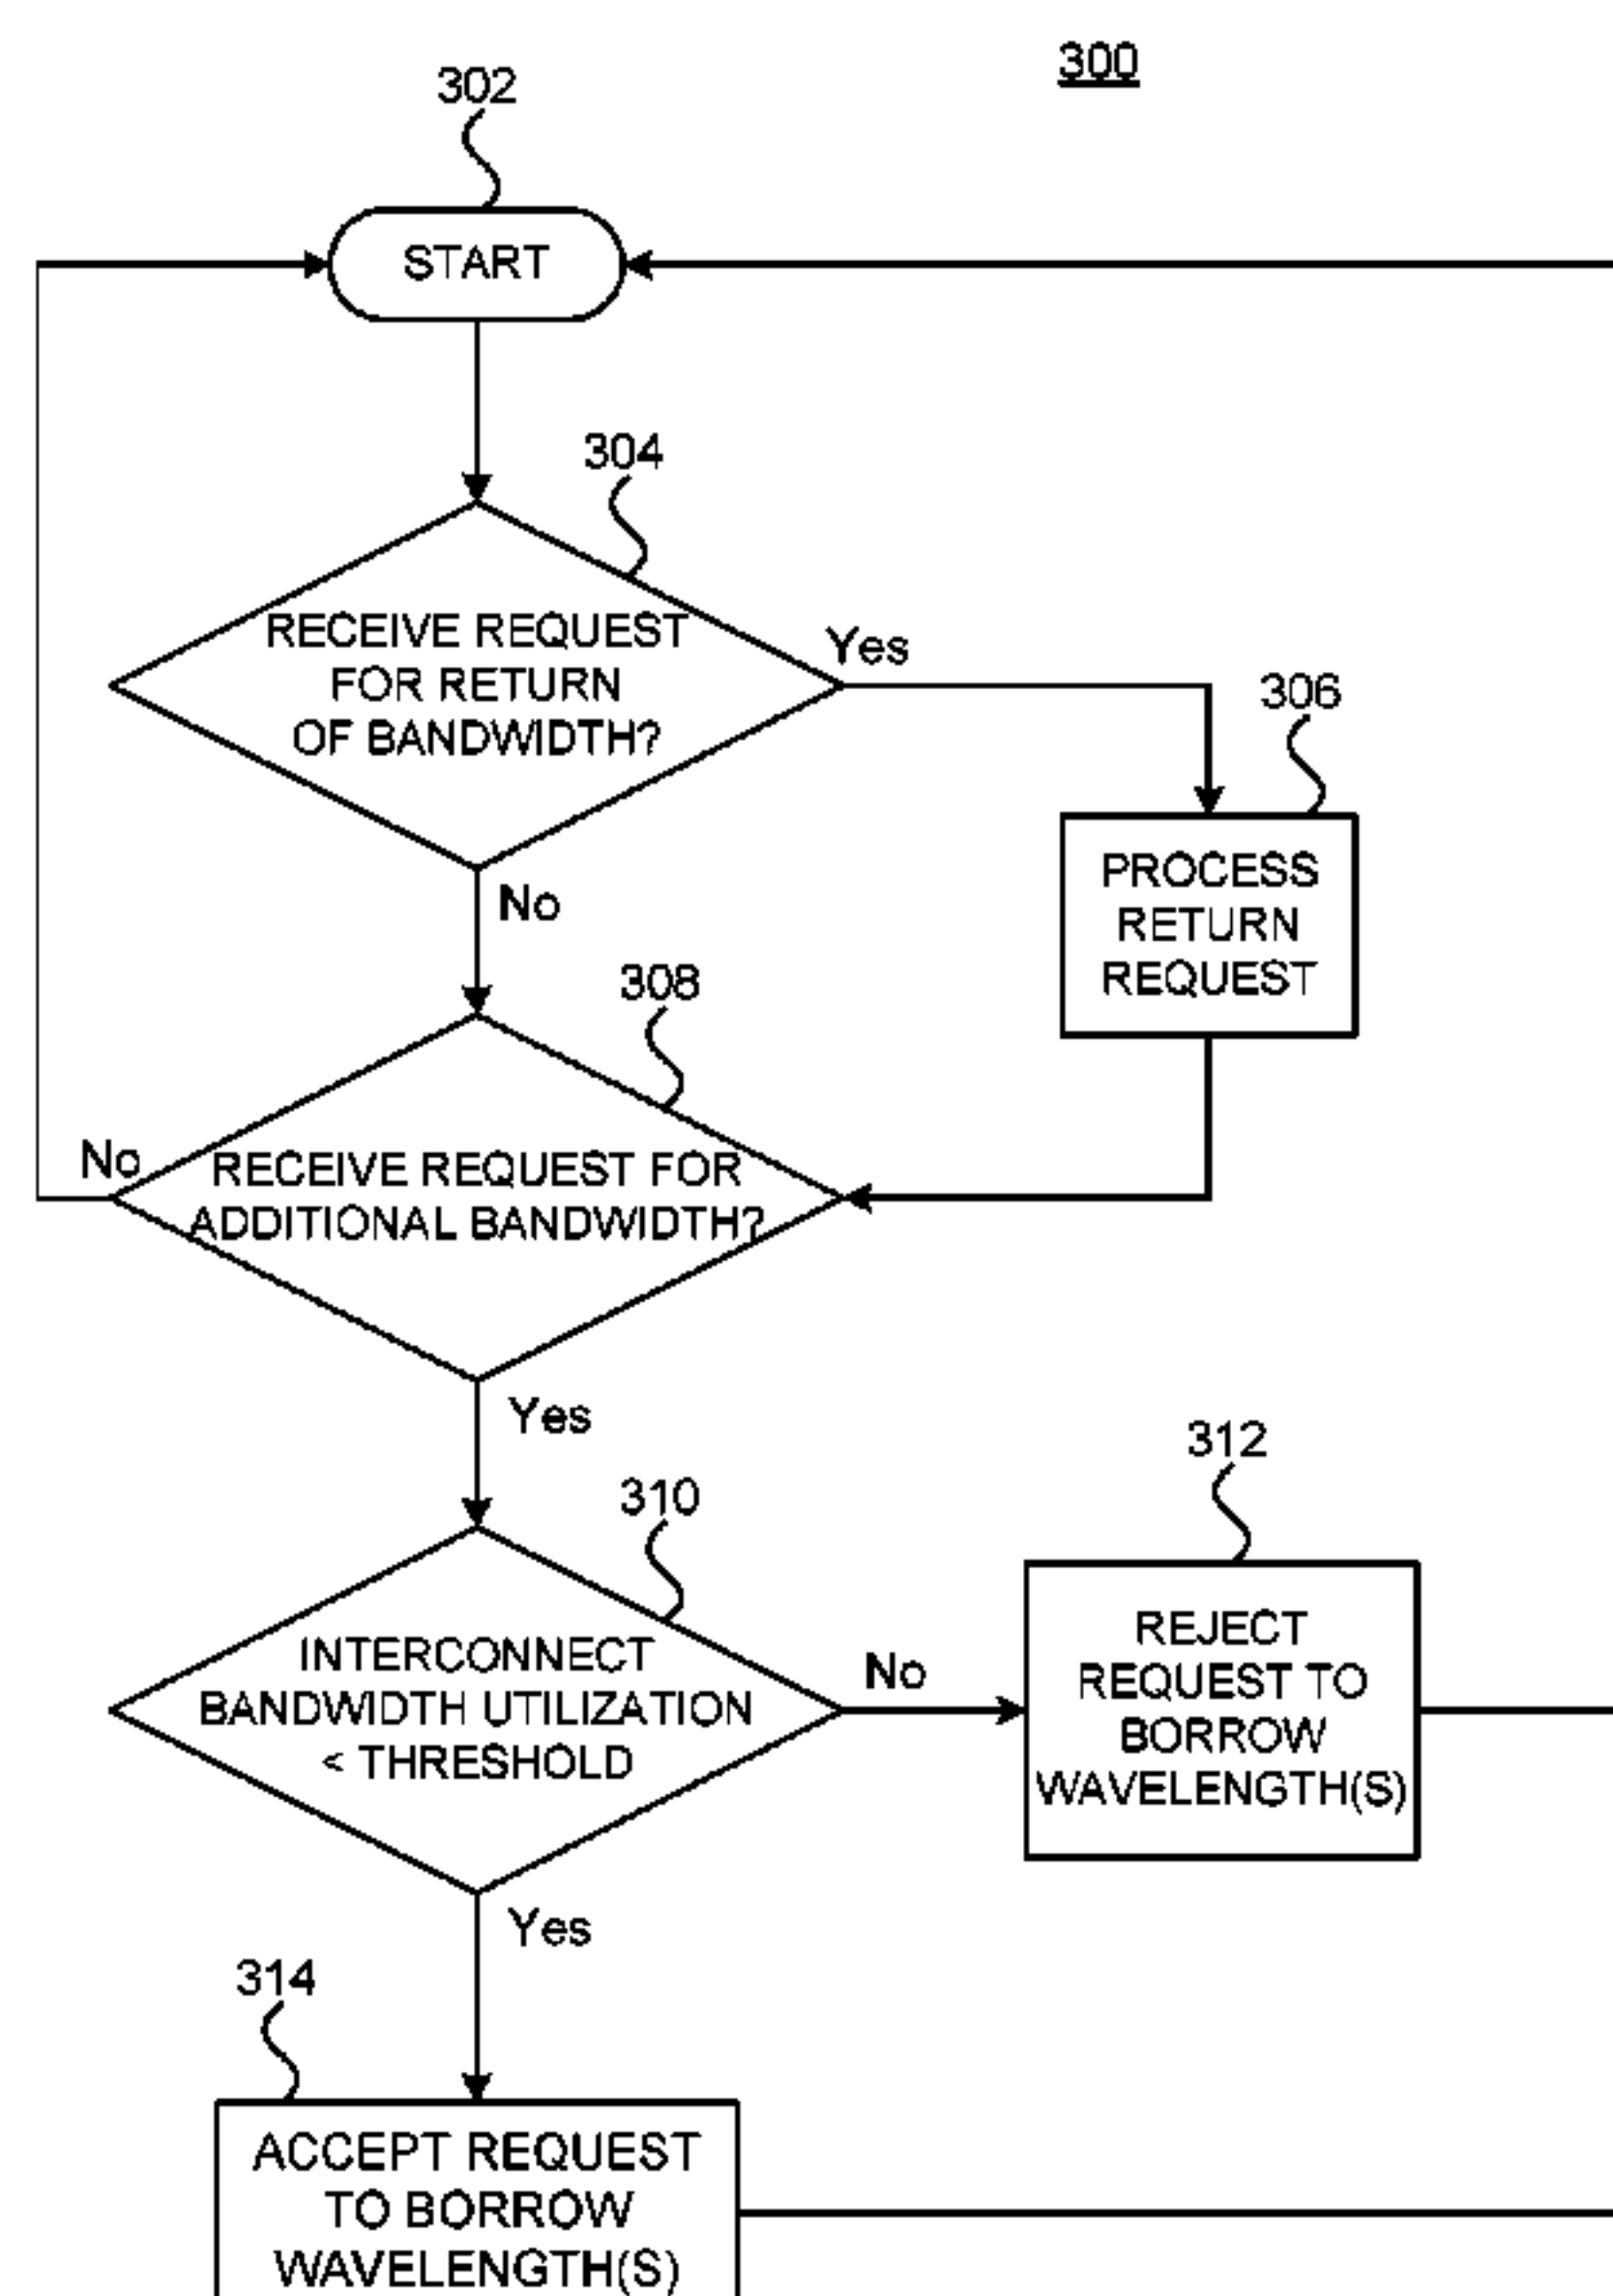 300
302
START
304
RECEIVE REQUEST
FOR RETURN
OF BANDWIDTH?
Yes
306
PROCESS
RETURN
REQUEST
No
308
No
RECEIVE REQUEST FOR
ADDITIONAL BANDWIDTH?
Yes
310
INTERCONNECT
BANDWIDTH UTILIZATION
< THRESHOLD
No
312
REJECT
REQUEST TO
BORROW
WAVELENGTH(S)
Yes
314
ACCEPT REQUEST
TO BORROW
WAVELENGTH(S)